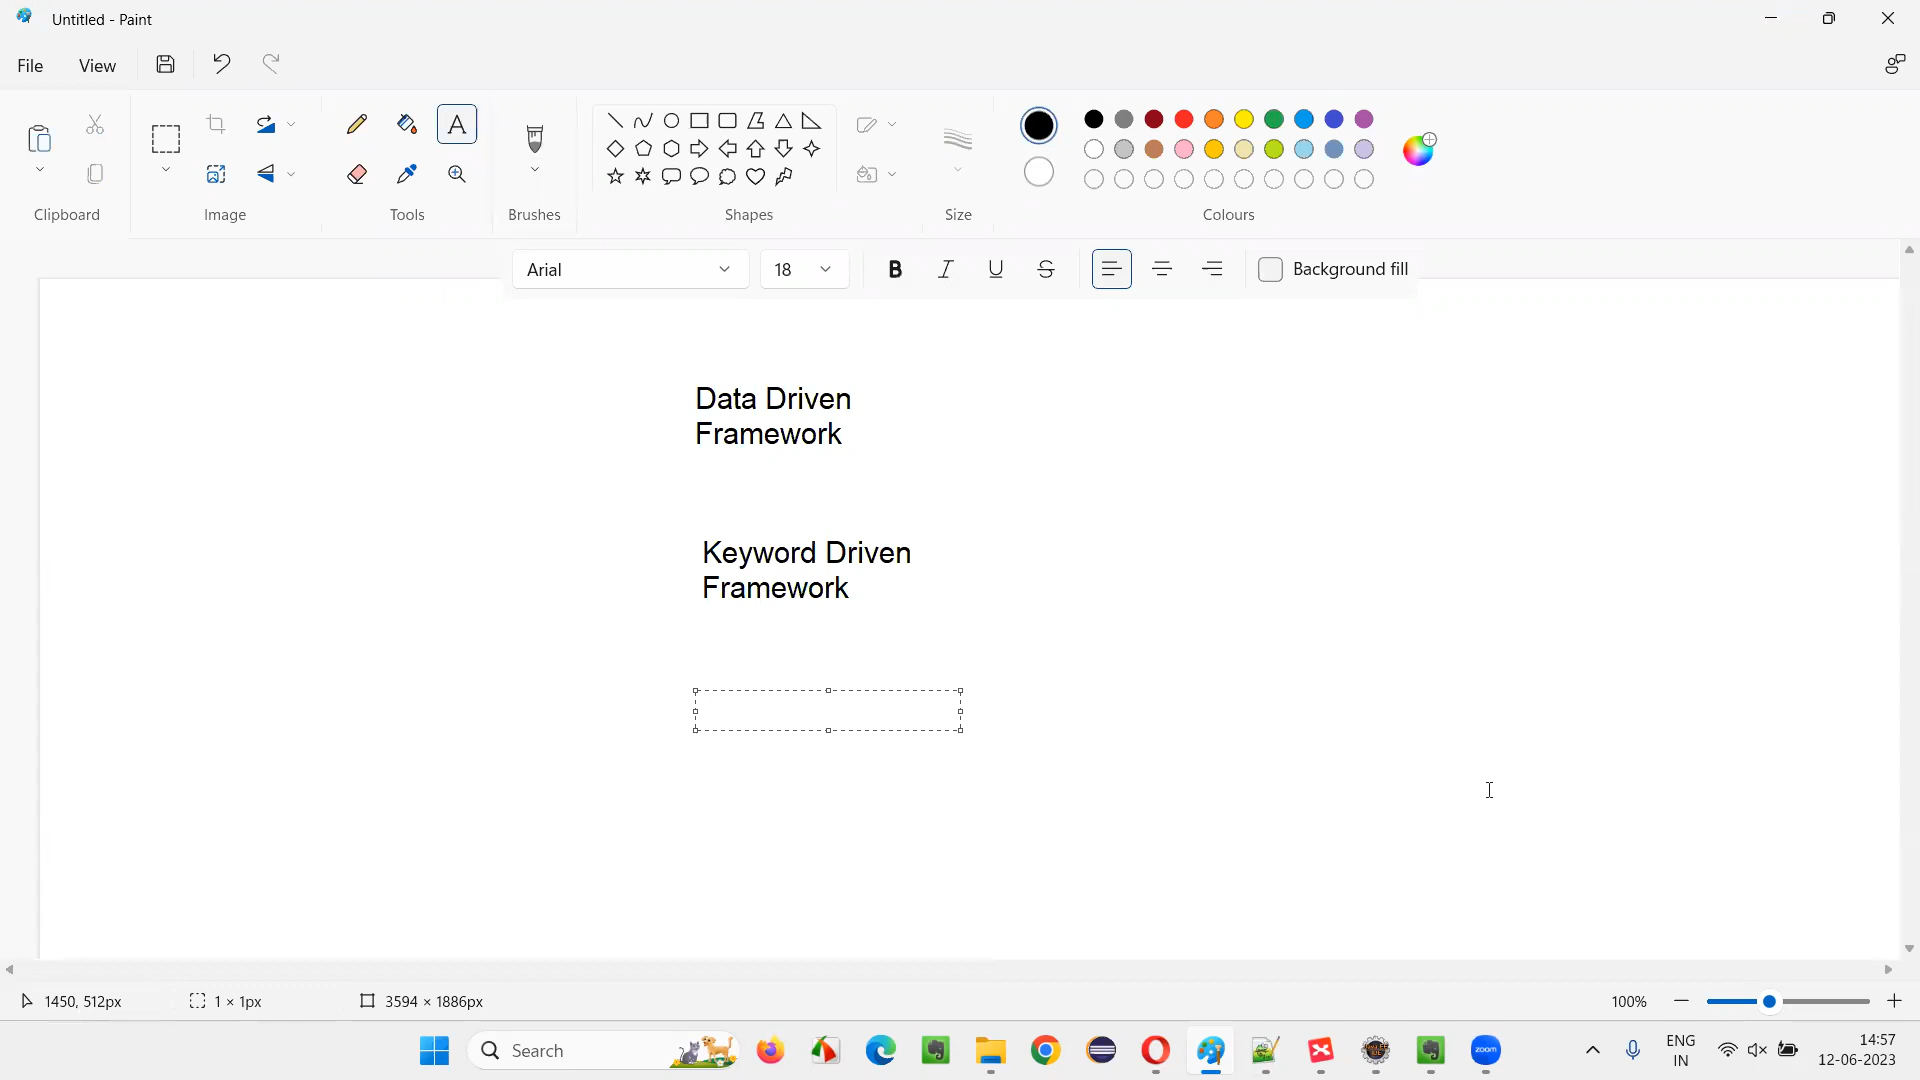 Untitled - Paint
File
View
Clipboard
Image
Tools
Brushes
Shapes
Size
Colours
Arial
18
B
I
U
S
Background fill
Data Driven
Framework
Keyword Driven
Framework
1450, 512px
1 × 1px
3594 × 1886px
100%
Search
zoom
ENG
IN
14:57
12-06-2023